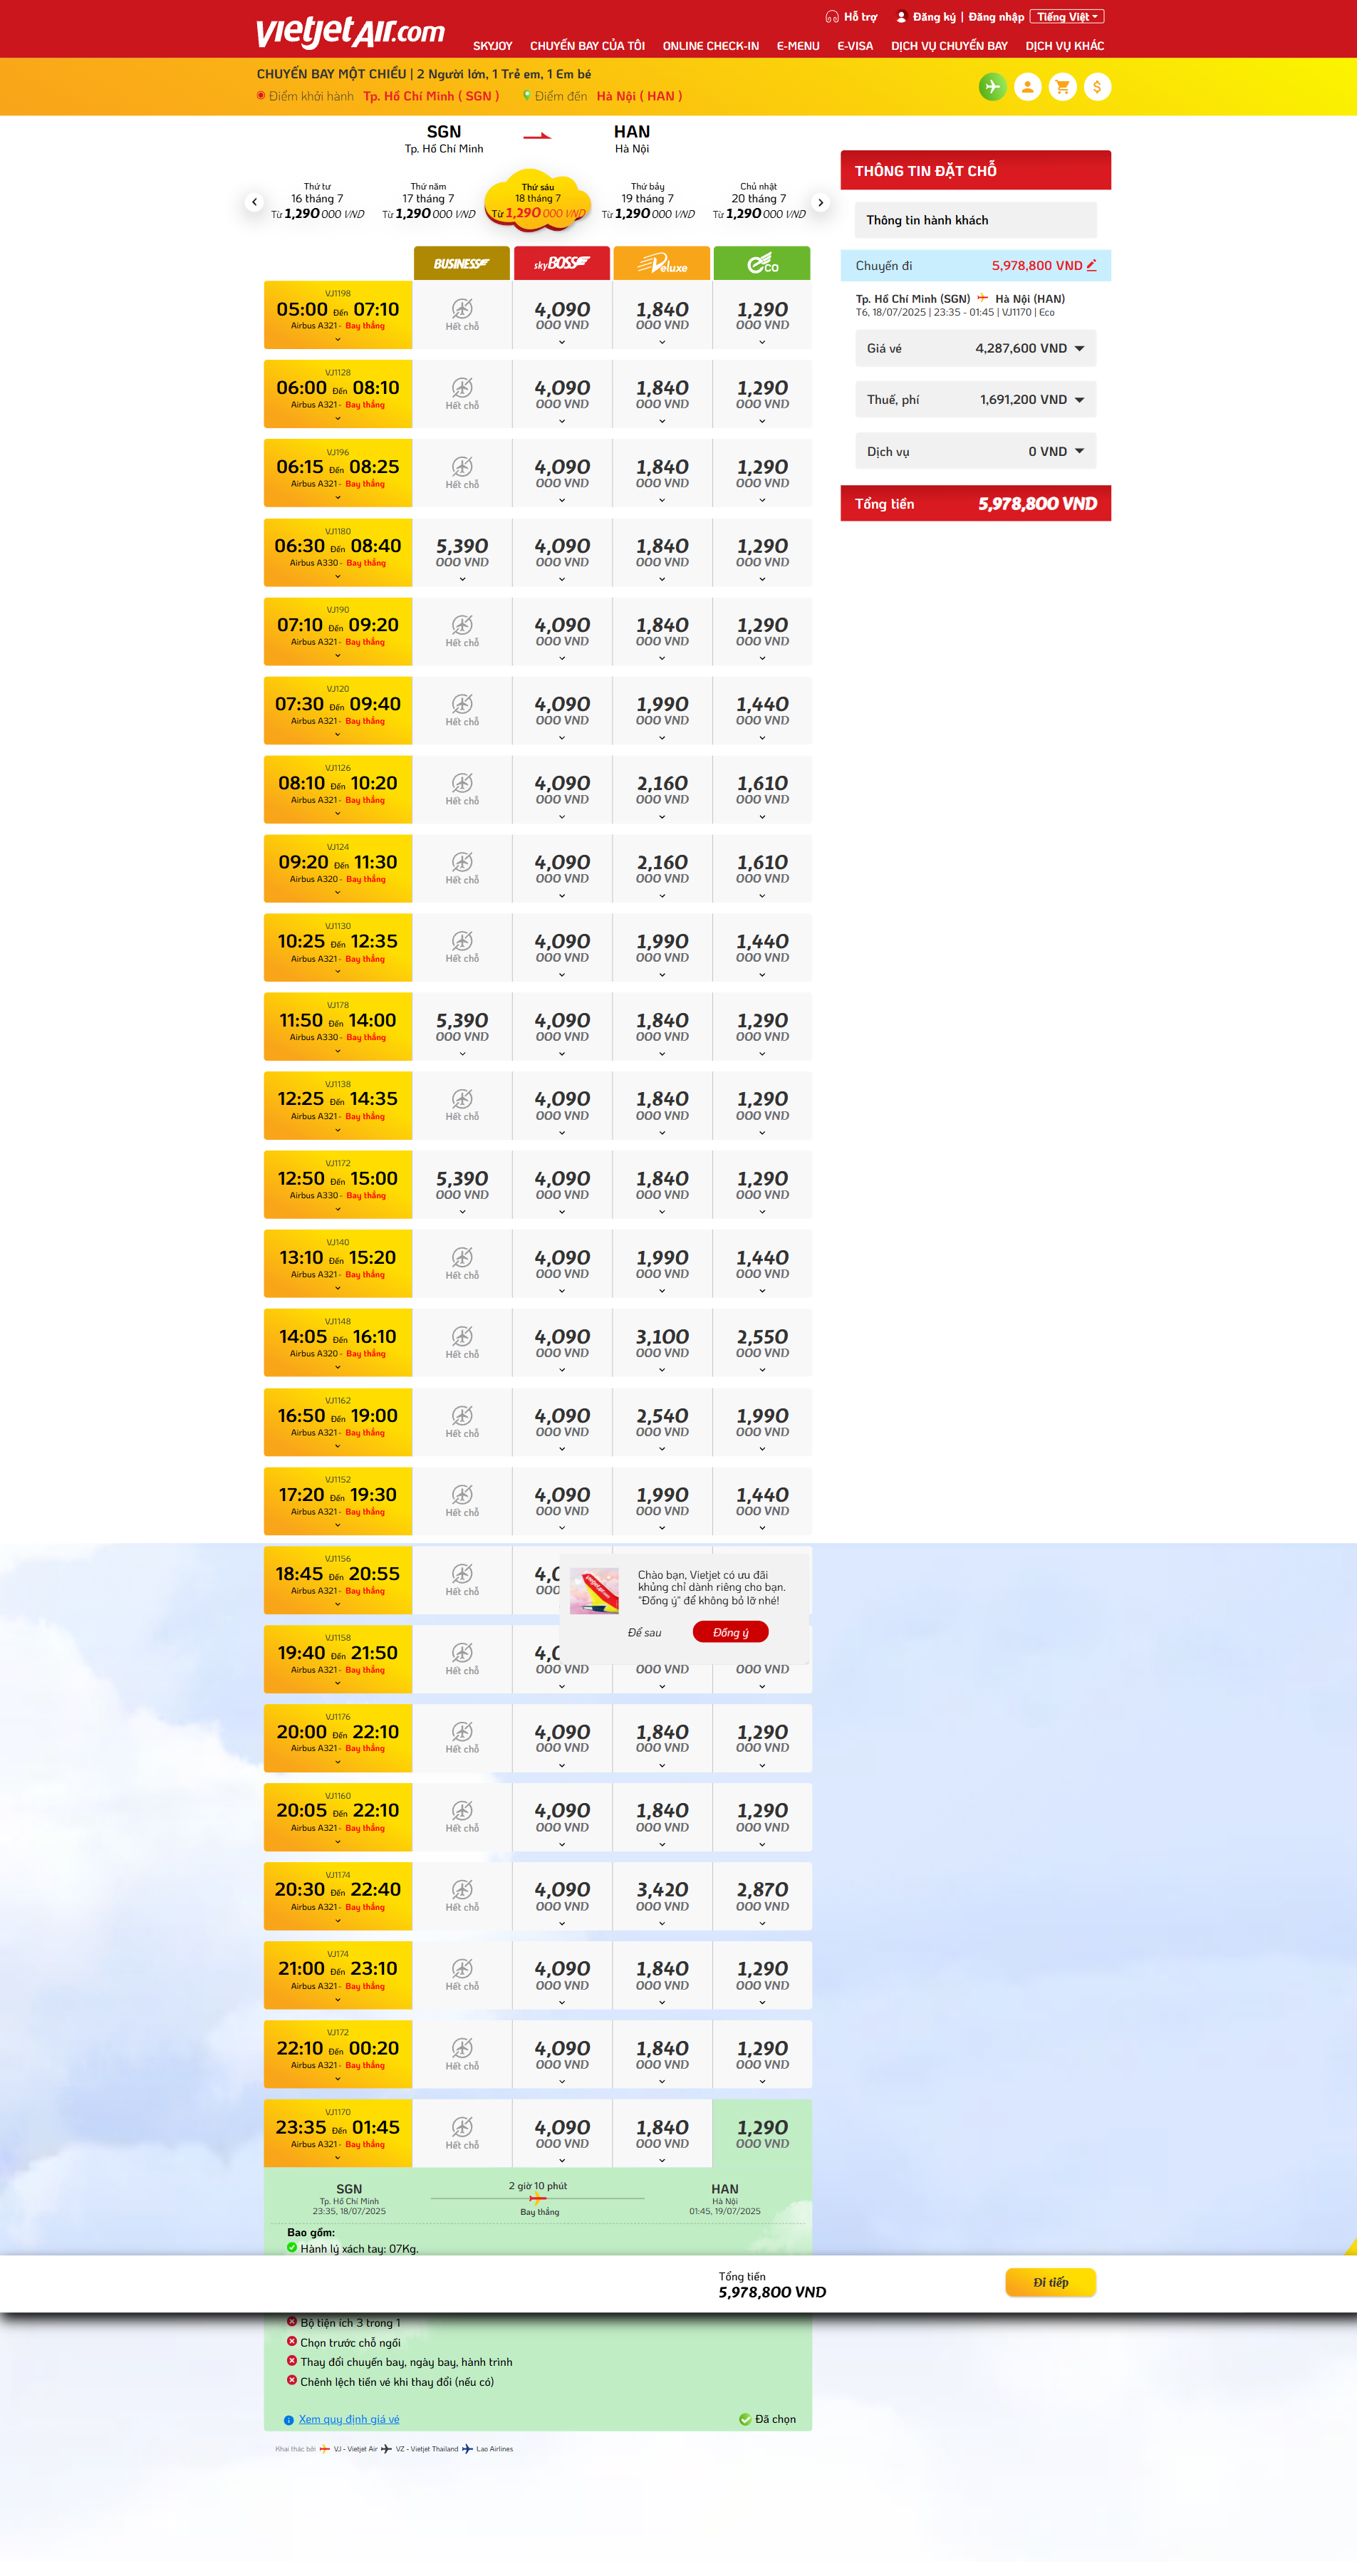 vietjetAir.com
Hỗ trợ Đăng ký | Đăng nhập Tiếng Việt
SKYJOY CHUYẾN BAY CỦA TÔI ONLINE CHECK-IN E-MENU E-VISA DỊCH VỤ CHUYẾN BAY DỊCH VỤ KHÁC
CHUYẾN BAY MỘT CHIỀU | 2 Người lớn, 1 Trẻ em, 1 Em bé
Điểm khởi hành Tp. Hồ Chí Minh ( SGN ) Điểm đến Hà Nội ( HAN )
SGN HAN
Tp. Hồ Chí Minh Hà Nội
Thứ tư Thứ năm Thứ sáu Thứ bảy Chủ nhật
16 tháng 7 17 tháng 7 18 tháng 7 19 tháng 7 20 tháng 7
Từ 1,290 000 VND Từ 1,290 000 VND Từ 1,290 000 VND Từ 1,290 000 VND Từ 1,290 000 VND
BUSINESS skyBOSS Deluxe eco
VJ1198
05:00 Đến 07:10 4,090 1,840 1,290
Airbus A321 - Bay thẳng Hết chỗ 000 VND 000 VND 000 VND
VJ1128
06:00 Đến 08:10 4,090 1,840 1,290
Airbus A321 - Bay thẳng Hết chỗ 000 VND 000 VND 000 VND
VJ196
06:15 Đến 08:25 4,090 1,840 1,290
Airbus A321 - Bay thẳng Hết chỗ 000 VND 000 VND 000 VND
VJ1180
06:30 Đến 08:40 5,390 4,090 1,840 1,290
Airbus A330 - Bay thẳng 000 VND 000 VND 000 VND 000 VND
VJ190
07:10 Đến 09:20 4,090 1,840 1,290
Airbus A321 - Bay thẳng Hết chỗ 000 VND 000 VND 000 VND
VJ120
07:30 Đến 09:40 4,090 1,990 1,440
Airbus A321 - Bay thẳng Hết chỗ 000 VND 000 VND 000 VND
VJ1126
08:10 Đến 10:20 4,090 2,160 1,610
Airbus A321 - Bay thẳng Hết chỗ 000 VND 000 VND 000 VND
VJ124
09:20 Đến 11:30 4,090 2,160 1,610
Airbus A320 - Bay thẳng Hết chỗ 000 VND 000 VND 000 VND
VJ1130
10:25 Đến 12:35 4,090 1,990 1,440
Airbus A321 - Bay thẳng Hết chỗ 000 VND 000 VND 000 VND
VJ178
11:50 Đến 14:00 5,390 4,090 1,840 1,290
Airbus A330 - Bay thẳng 000 VND 000 VND 000 VND 000 VND
VJ1138
12:25 Đến 14:35 4,090 1,840 1,290
Airbus A321 - Bay thẳng Hết chỗ 000 VND 000 VND 000 VND
VJ1172
12:50 Đến 15:00 5,390 4,090 1,840 1,290
Airbus A330 - Bay thẳng 000 VND 000 VND 000 VND 000 VND
VJ140
13:10 Đến 15:20 4,090 1,990 1,440
Airbus A321 - Bay thẳng Hết chỗ 000 VND 000 VND 000 VND
VJ1148
14:05 Đến 16:10 4,090 3,100 2,550
Airbus A320 - Bay thẳng Hết chỗ 000 VND 000 VND 000 VND
VJ1162
16:50 Đến 19:00 4,090 2,540 1,990
Airbus A321 - Bay thẳng Hết chỗ 000 VND 000 VND 000 VND
VJ1152
17:20 Đến 19:30 4,090 1,990 1,440
Airbus A321 - Bay thẳng Hết chỗ 000 VND 000 VND 000 VND
VJ1156
18:45 Đến 20:55
Airbus A321 - Bay thẳng Hết chỗ
Chào bạn, Vietjet có ưu đãi
khủng chỉ dành riêng cho bạn.
"Đồng ý" để không bỏ lỡ nhé!
Để sau Đồng ý
VJ1158
19:40 Đến 21:50
Airbus A321 - Bay thẳng Hết chỗ 000 VND 000 VND 000 VND
VJ1176
20:00 Đến 22:10 4,090 1,840 1,290
Airbus A321 - Bay thẳng Hết chỗ 000 VND 000 VND 000 VND
VJ1160
20:05 Đến 22:10 4,090 1,840 1,290
Airbus A321 - Bay thẳng Hết chỗ 000 VND 000 VND 000 VND
VJ1174
20:30 Đến 22:40 4,090 3,420 2,870
Airbus A321 - Bay thẳng Hết chỗ 000 VND 000 VND 000 VND
VJ174
21:00 Đến 23:10 4,090 1,840 1,290
Airbus A321 - Bay thẳng Hết chỗ 000 VND 000 VND 000 VND
VJ172
22:10 Đến 00:20 4,090 1,840 1,290
Airbus A321 - Bay thẳng Hết chỗ 000 VND 000 VND 000 VND
VJ1170
23:35 Đến 01:45 4,090 1,840 1,290
Airbus A321 - Bay thẳng Hết chỗ 000 VND 000 VND 000 VND
SGN 2 giờ 10 phút HAN
Tp. Hồ Chí Minh Hà Nội
23:35, 18/07/2025 Bay thẳng 01:45, 19/07/2025
Bao gồm:
Hành lý xách tay: 07Kg.
Tổng tiền
5,978,800 VND
Đi tiếp
Bộ tiện ích 3 trong 1
Chọn trước chỗ ngồi
Thay đổi chuyến bay, ngày bay, hành trình
Chênh lệch tiền vé khi thay đổi (nếu có)
Xem quy định giá vé Đã chọn
Khai thác bởi VJ - Vietjet Air VZ - Vietjet Thailand Lao Airlines
THÔNG TIN ĐẶT CHỖ
Thông tin hành khách
Chuyến đi 5,978,800 VND
Tp. Hồ Chí Minh (SGN) Hà Nội (HAN)
T6, 18/07/2025 | 23:35 - 01:45 | VJ1170 | Eco
Giá vé 4,287,600 VND
Thuế, phí 1,691,200 VND
Dịch vụ 0 VND
Tổng tiền 5,978,800 VND